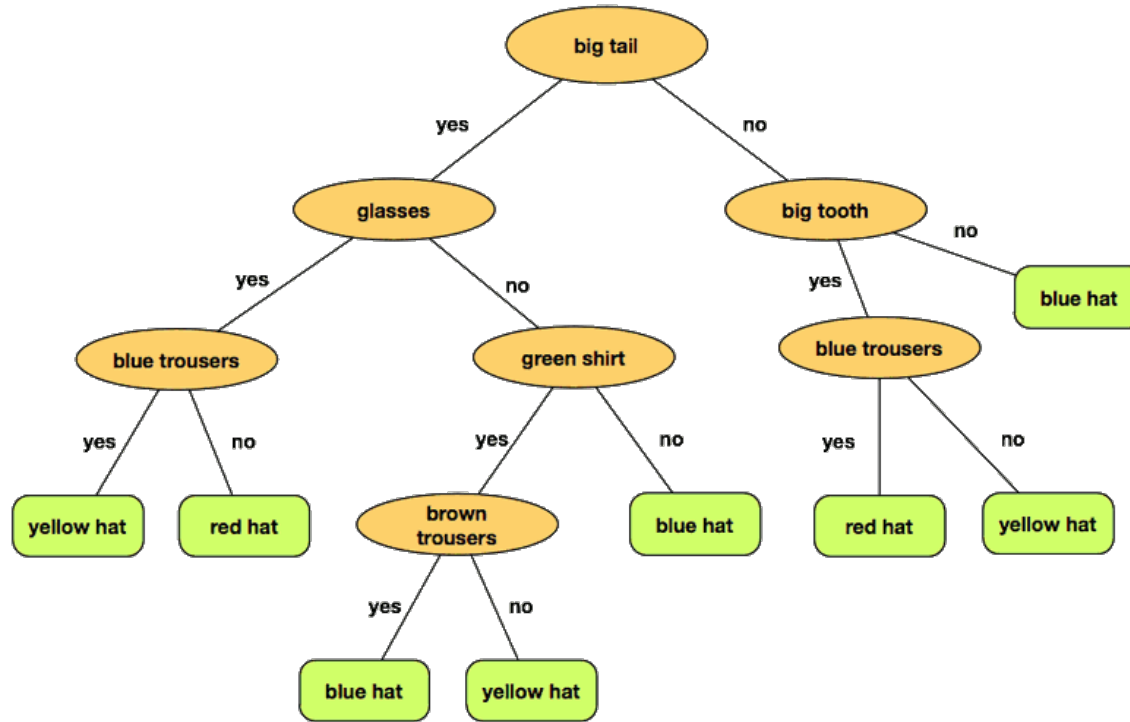 big tail
yes
no
glasses
big tooth
no
yes
no
yes
blue hat
blue trousers
green shirt
blue trousers
yes
no
yes
no
yes
no
yellow hat
red hat
brown
trousers
blue hat
red hat
yellow hat
yes
no
blue hat
yellow hat